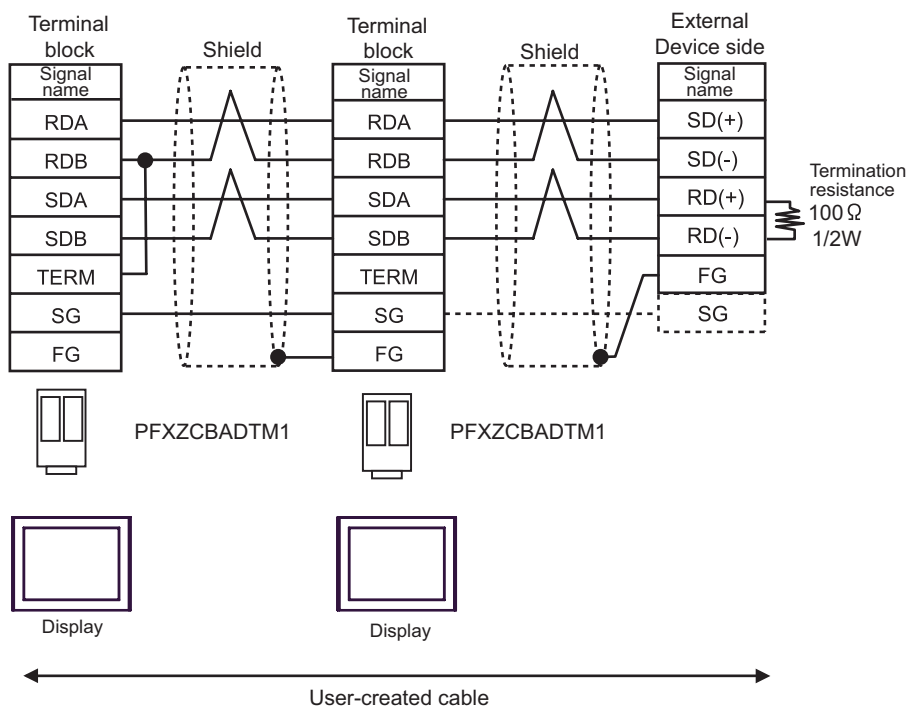 Terminal
block
Shield
Terminal
block
Shield
External
Device side
Signal
name
RDA
RDB
SDA
SDB
TERM
SG
FG
Signal
name
RDA
RDB
SDA
SDB
TERM
SG
FG
Signal
name
SD(+)
SD(-)
RD(+)
RD(-)
FG
SG
Termination
resistance
100 Ω
1/2W
PFXZCBADTM1
PFXZCBADTM1
Display
Display
User-created cable